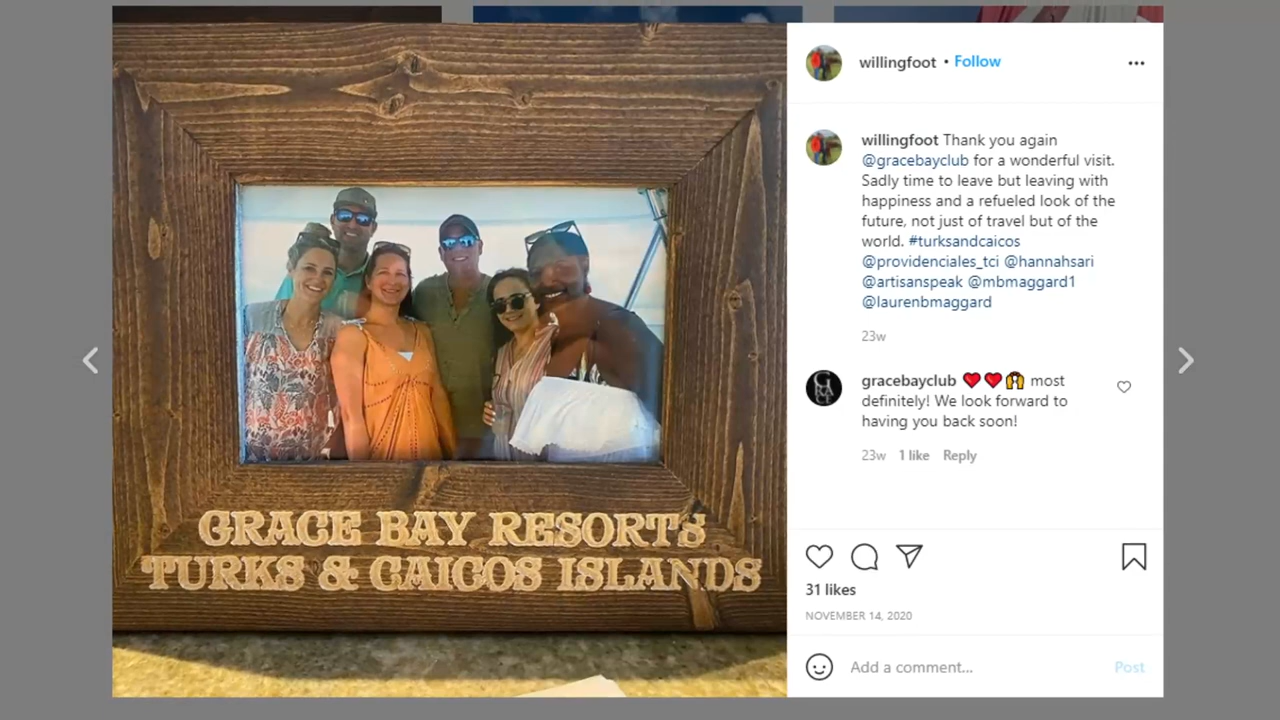 willingfoot • Follow
willingfoot Thank you again
@gracebayclub for a wonderful visit.
Sadly time to leave but leaving with
happiness and a refueled look of the
future, not just of travel but of the
world. #turksandcaicos
@providenciales_tci @hannahsari
@artisanspeak @mbmaggard1
@laurenbmaggard
23w
gracebayclub ❤️❤️🙌 most
definitely! We look forward to
having you back soon!
23w 1 like Reply
31 likes
NOVEMBER 14, 2020
Add a comment... Post
GRACE BAY RESORTS
TURKS & CAICOS ISLANDS